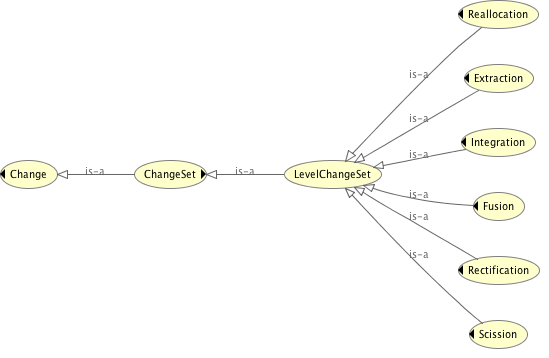 Reallocation
is-a
Extraction
is-a
Integration
is-a
Change
is-a
ChangeSet
is-a
LevelChangeSet
is-a
Fusion
is-a
Rectification
is-a
Scission